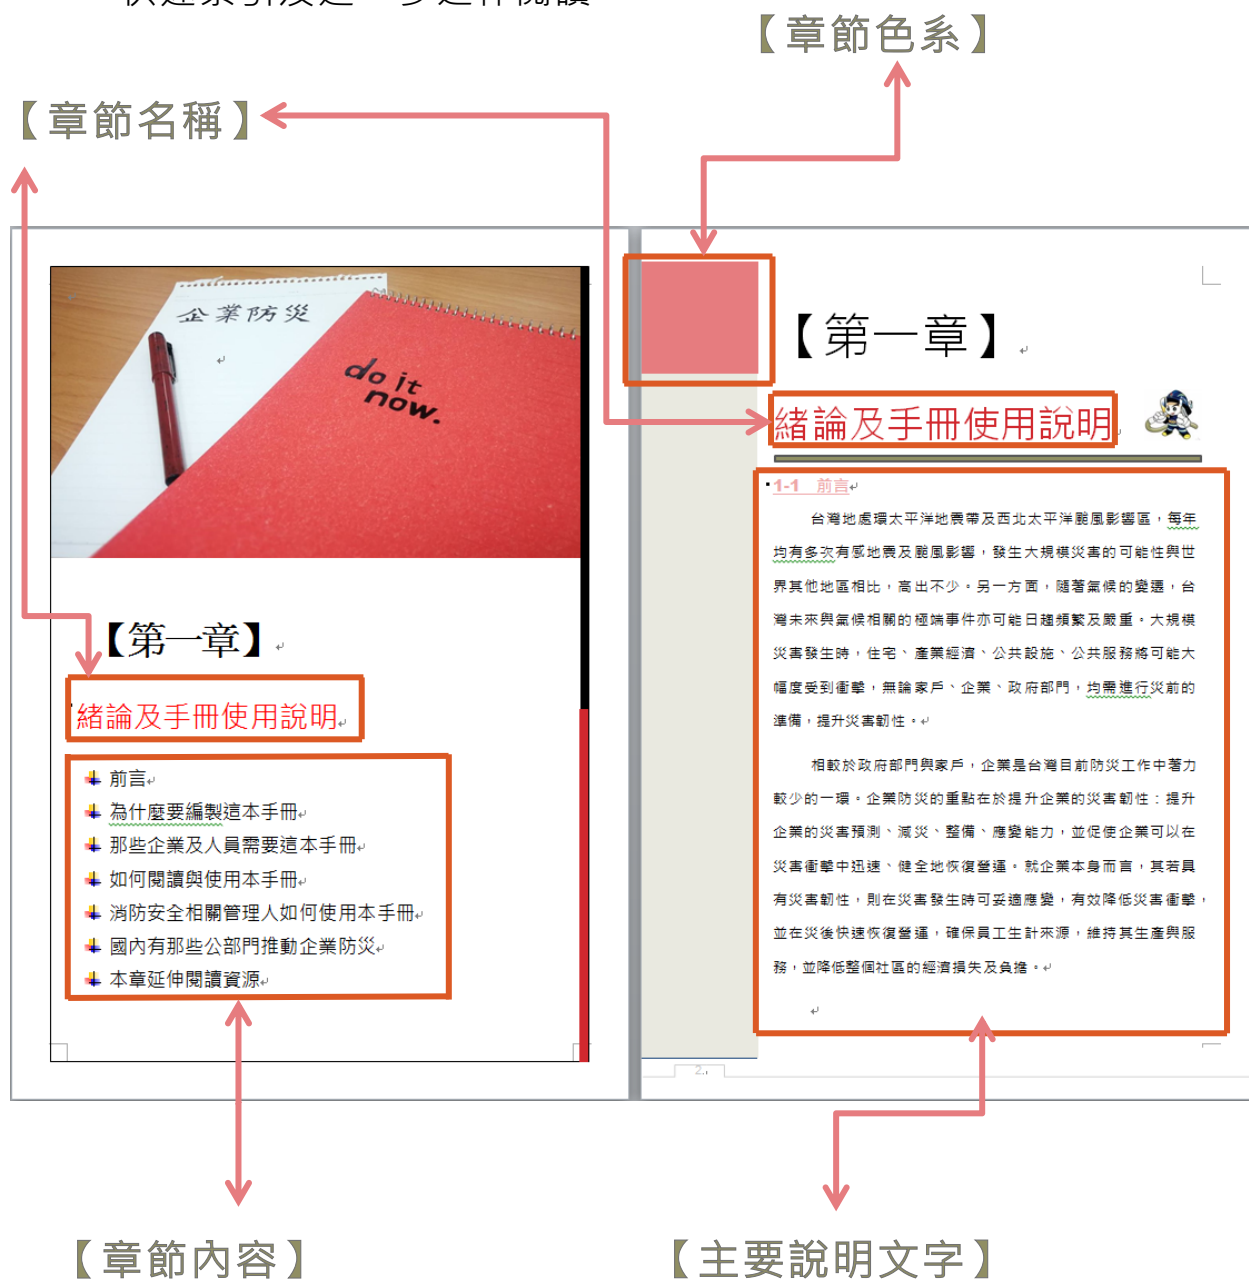 快速索引及進一步延伸閱讀
【章節色系】
【章節名稱】
企業防災
do it
now.
【第一章】
緒論及手冊使用說明
前言
為什麼要編製這本手冊
那些企業及人員需要這本手冊
如何閱讀與使用本手冊
消防安全相關管理人如何使用本手冊
國內有那些公部門推動企業防災
本章延伸閱讀資源
【第一章】
緒論及手冊使用說明
1-1 前言
台灣地處環太平洋地震帶及西北太平洋颱風影響區，每年
均有多次有感地震及颱風影響，發生大規模災害的可能性與世
界其他地區相比，高出不少。另一方面，隨著氣候的變遷，台
灣未來與氣候相關的極端事件亦可能日趨頻繁及嚴重。大規模
災害發生時，住宅、產業經濟、公共設施、公共服務將可能大
幅度受到衝擊，無論家戶、企業、政府部門，均需進行災前的
準備，提升災害韌性。
相較於政府部門與家戶，企業是台灣目前防災工作中著力
較少的一環。企業防災的重點在於提升企業的災害韌性：提升
企業的災害預測、減災、整備、應變能力，並促使企業可以在
災害衝擊中迅速、健全地恢復營運。就企業本身而言，其若具
有災害韌性，則在災害發生時可妥適應變，有效降低災害衝擊，
並在災後快速恢復營運，確保員工生計來源，維持其生產與服
務，並降低整個社區的經濟損失及負擔。
2
【章節內容】
【主要說明文字】